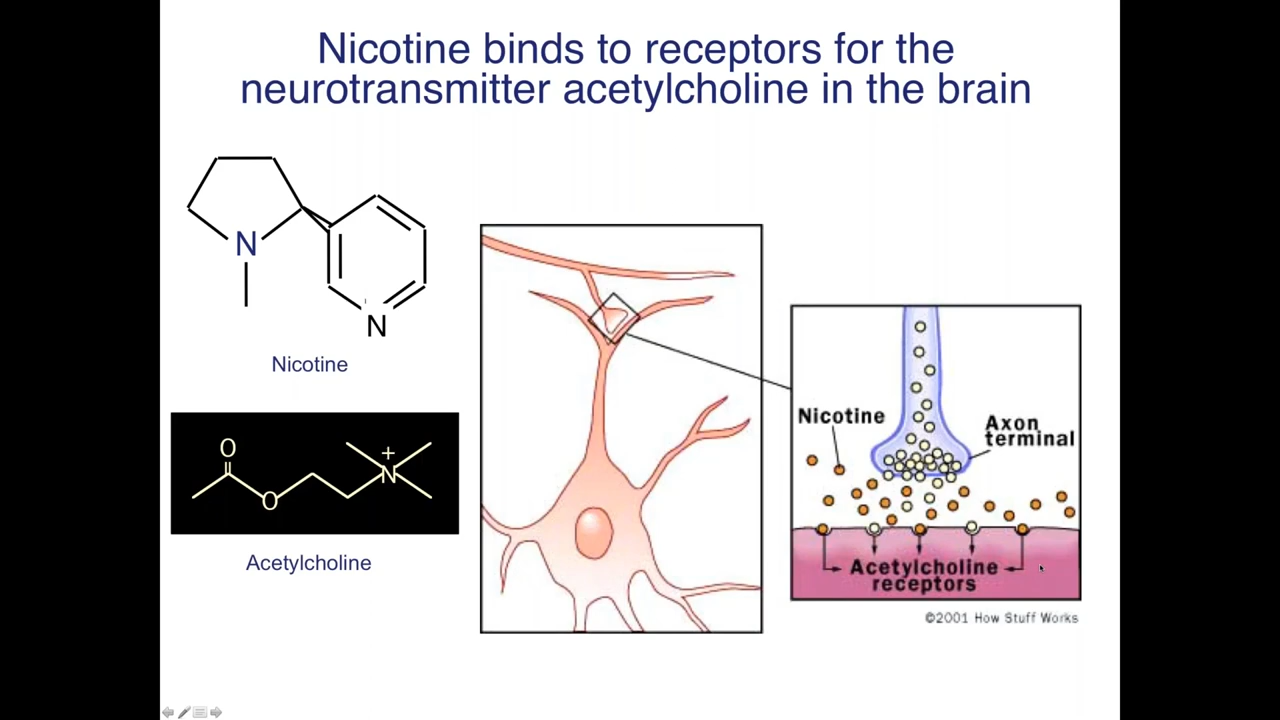 Nicotine binds to receptors for the
neurotransmitter acetylcholine in the brain
N
N
Nicotine
O
+
N
O
Acetylcholine
Nicotine
Axon
terminal
Acetylcholine
receptors
©2001 How Stuff Works